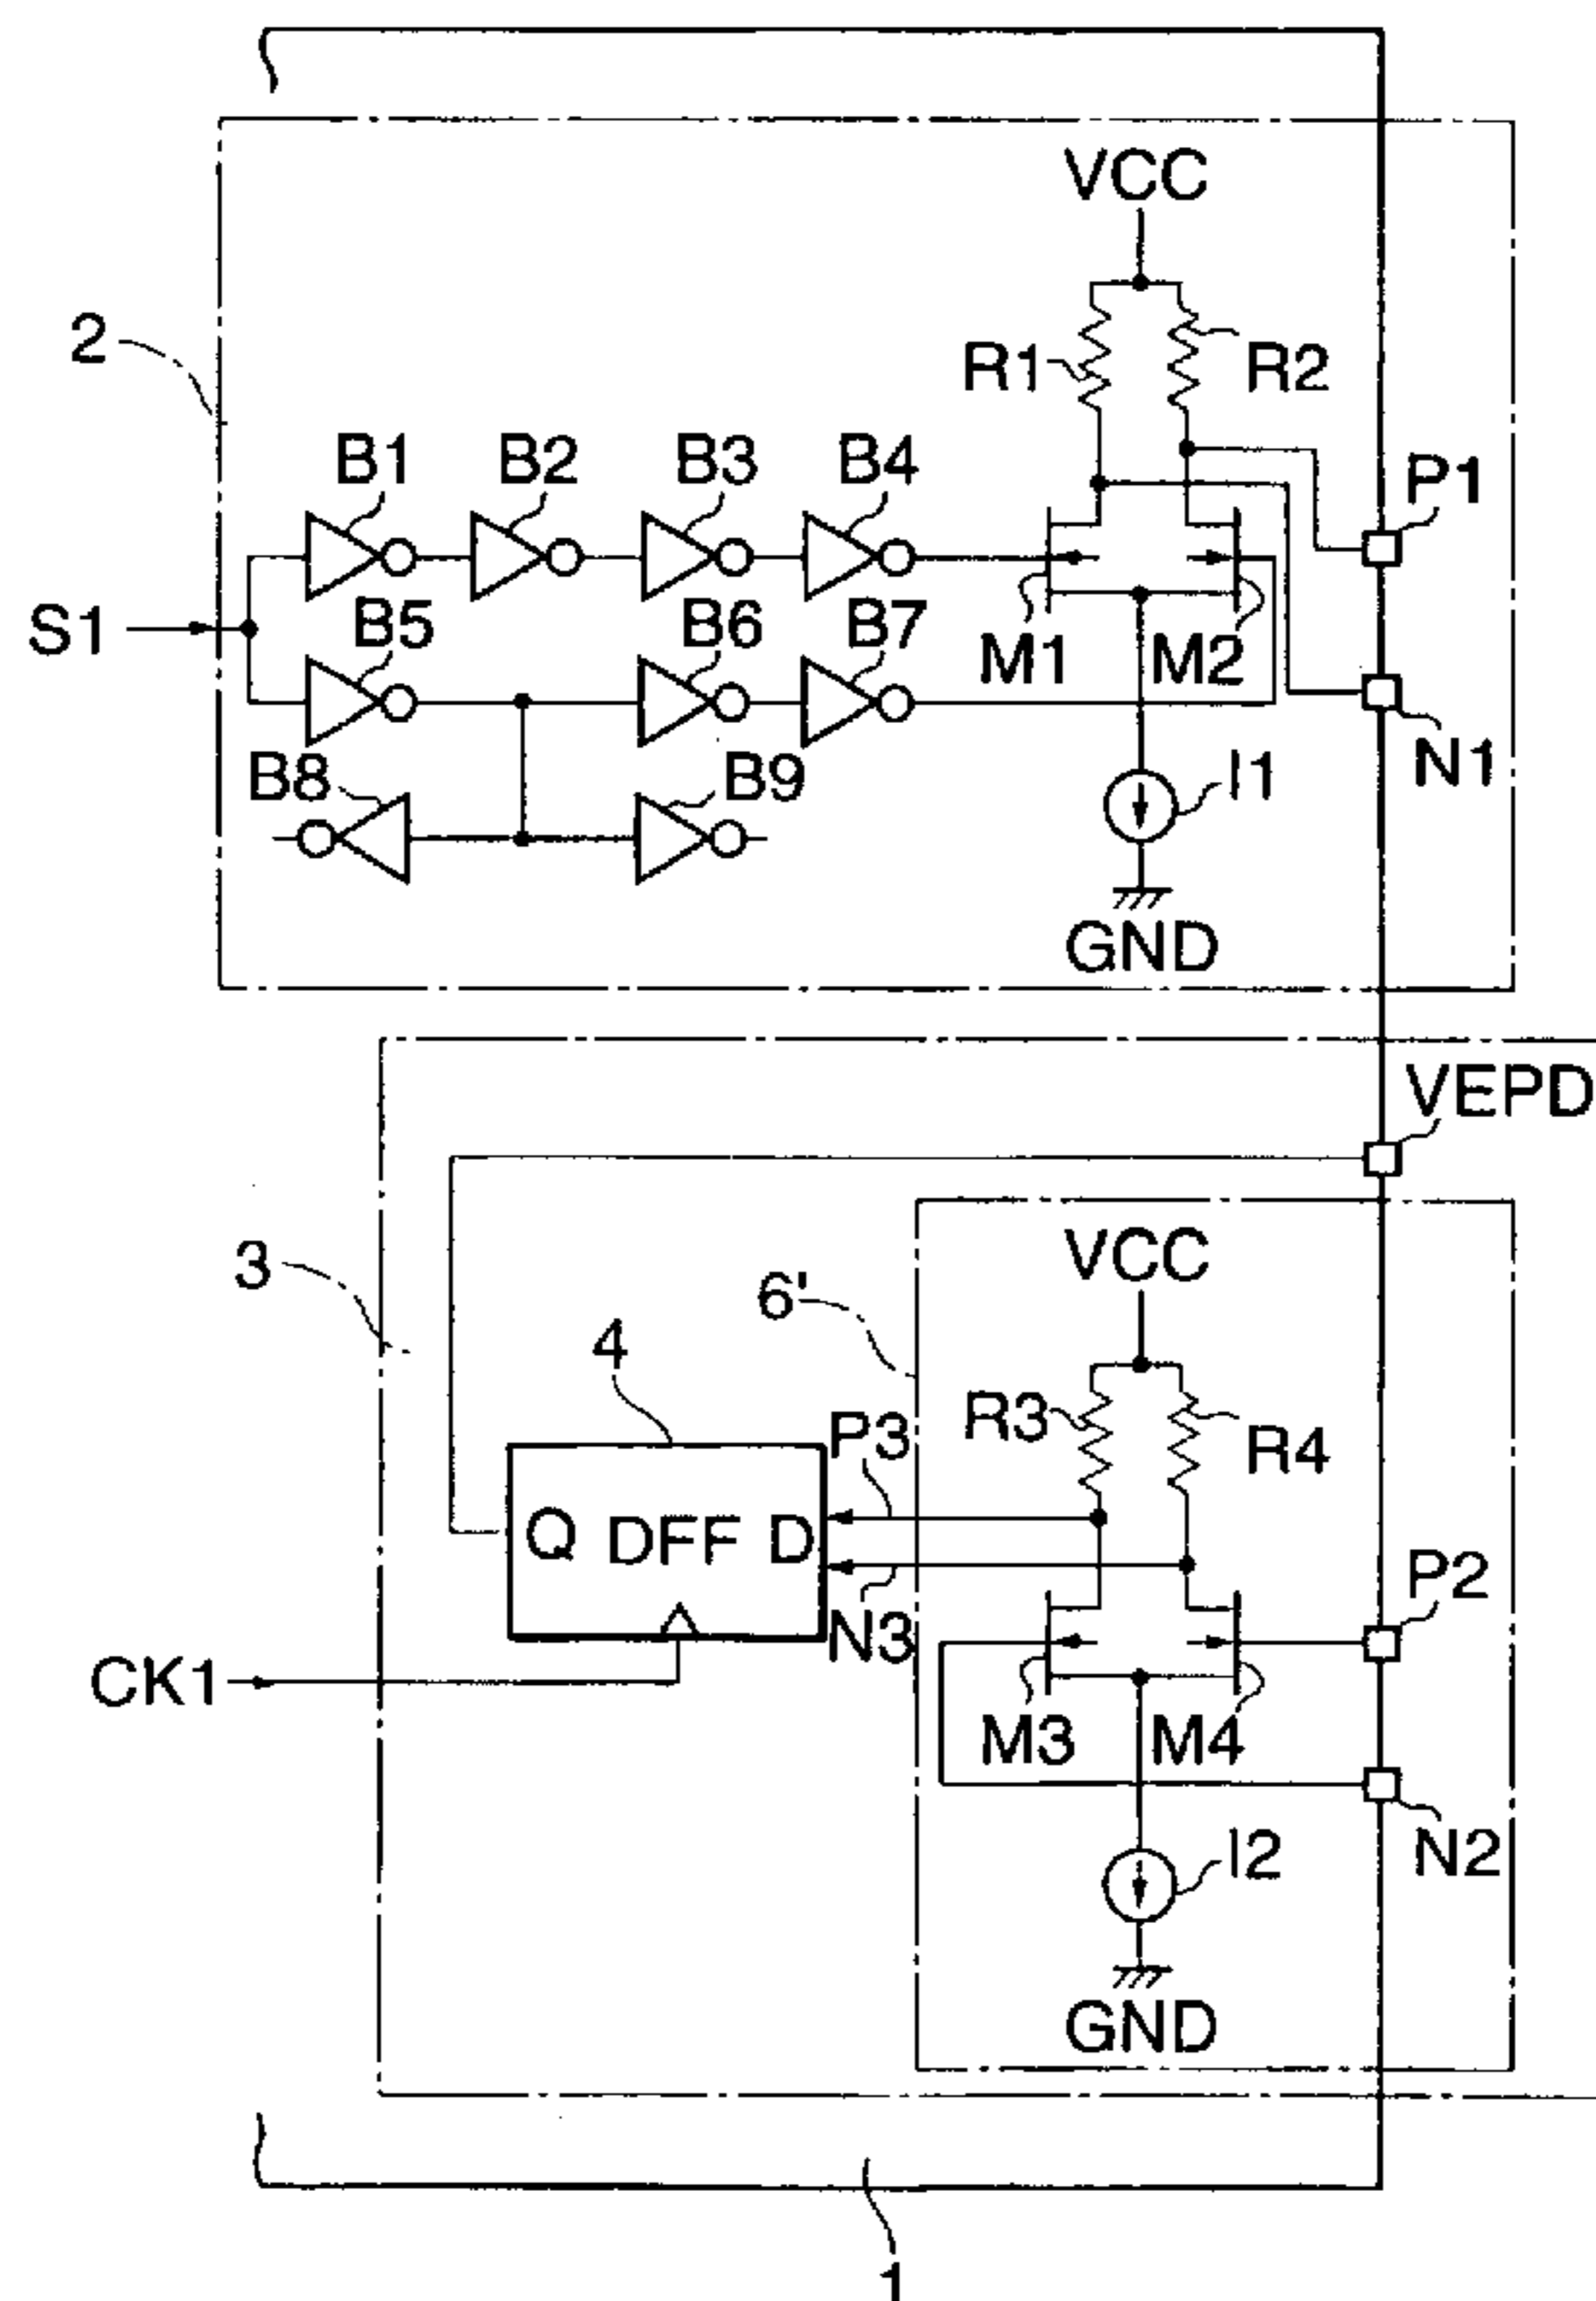 VCC
2
R1
R2
B1
B2
B3
B4
P1
S1
B5
B6
B7
M1
M2
B8
B9
I1
N1
GND
VEPD
3
VCC
6'
4
P3
R3
R4
Q DFF D
P2
N3
CK1
M3
M4
I2
N2
GND
1